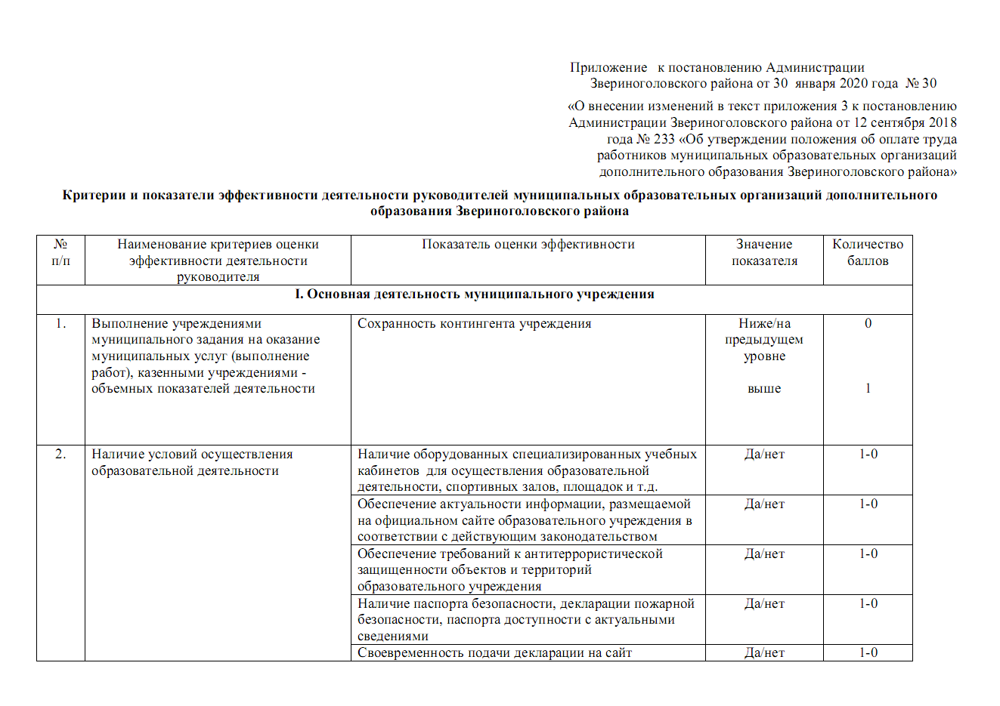 Приложение к постановлению Администрации
Звериноголовского района от 30 января 2020 года № 30
«О внесении изменений в текст приложения 3 к постановлению
Администрации Звериноголовского района от 12 сентября 2018
года № 233 «Об утверждении положения об оплате труда
работников муниципальных образовательных организаций
дополнительного образования Звериноголовского района»
Критерии и показатели эффективности деятельности руководителей муниципальных образовательных организаций дополнительного
образования Звериноголовского района
№
п/п
Наименование критериев оценки
эффективности деятельности
руководителя
Показатель оценки эффективности
Значение
показателя
Количество
баллов
I. Основная деятельность муниципального учреждения
1.
Выполнение учреждениями
муниципального задания на оказание
муниципальных услуг (выполнение
работ), казенными учреждениями -
объемных показателей деятельности
Сохранность контингента учреждения
Ниже/на
предыдущем
уровне
выше
0
1
2.
Наличие условий осуществления
образовательной деятельности
Наличие оборудованных специализированных учебных
кабинетов для осуществления образовательной
деятельности, спортивных залов, площадок и т.д.
Да/нет
1-0
Обеспечение актуальности информации, размещаемой
на официальном сайте образовательного учреждения в
соответствии с действующим законодательством
Да/нет
1-0
Обеспечение требований к антитеррористической
защищенности объектов и территорий
образовательного учреждения
Да/нет
1-0
Наличие паспорта безопасности, декларации пожарной
безопасности, паспорта доступности с актуальными
сведениями
Да/нет
1-0
Своевременность подачи декларации на сайт
Да/нет
1-0